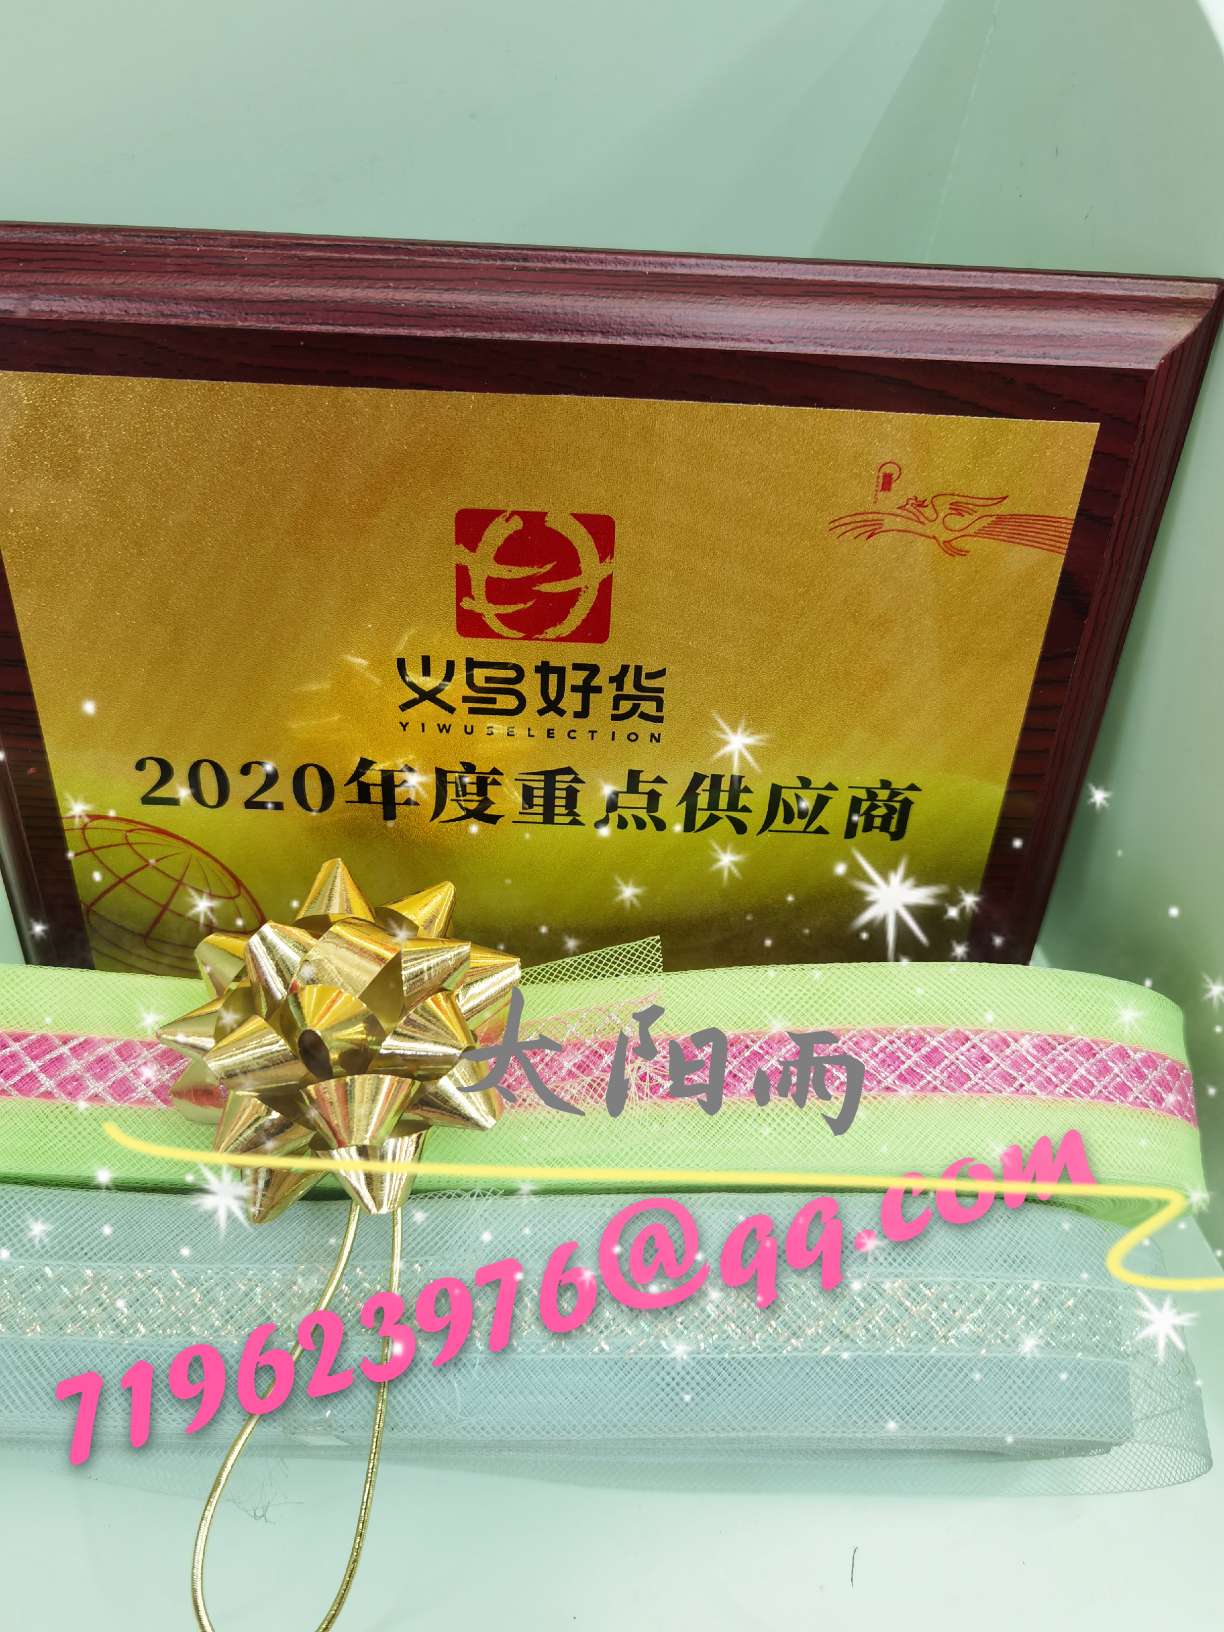 义乌好货
YIWUSELECTION
2020年度重点供应商
太阳雨
719623976@qq.com